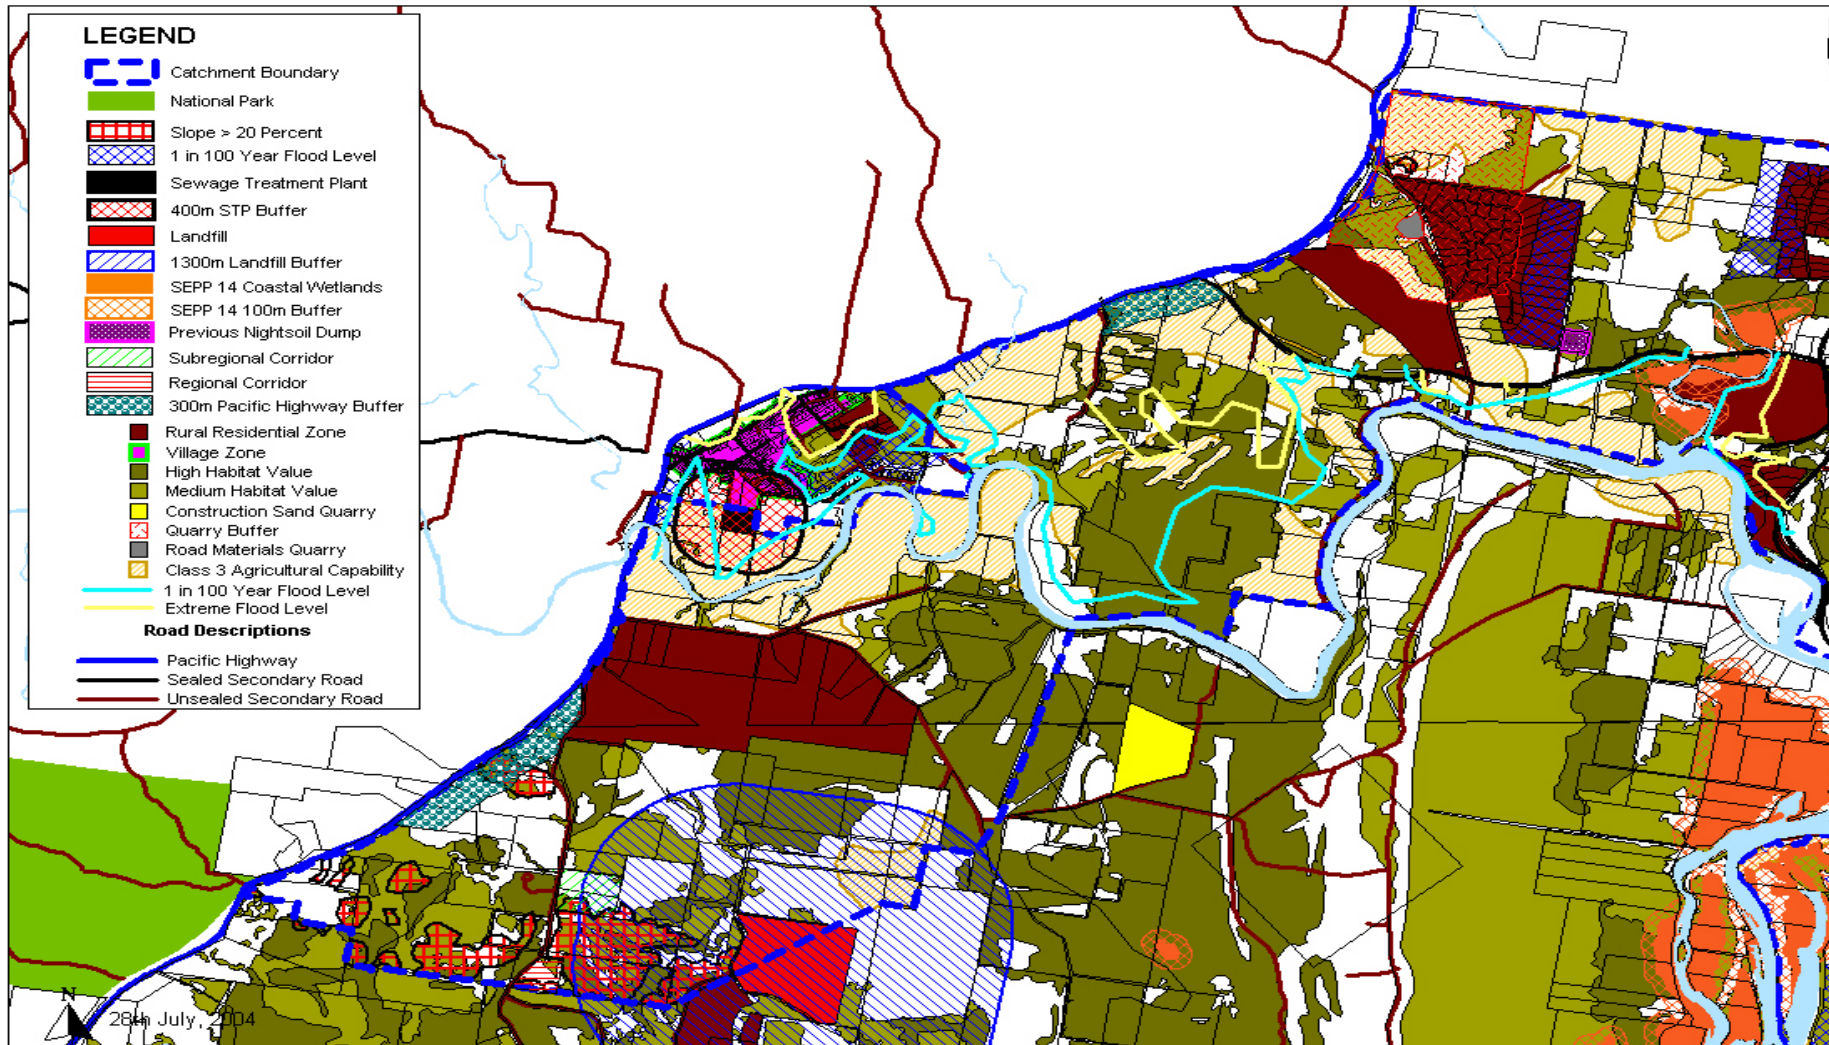 LEGEND
Catchment Boundary
National Park
Slope > 20 Percent
1 in 100 Year Flood Level
Sewage Treatment Plant
400m STP Buffer
Landfill
1300m Landfill Buffer
SEPP 14 Coastal Wetlands
SEPP 14 100m Buffer
Previous Nightsoil Dump
Subregional Corridor
Regional Corridor
300m Pacific Highway Buffer
Rural Residential Zone
Village Zone
High Habitat Value
Medium Habitat Value
Construction Sand Quarry
Quarry Buffer
Road Materials Quarry
Class 3 Agricultural Capability
1 in 100 Year Flood Level
Extreme Flood Level
Road Descriptions
Pacific Highway
Sealed Secondary Road
Unsealed Secondary Road
N
28th July, 2004